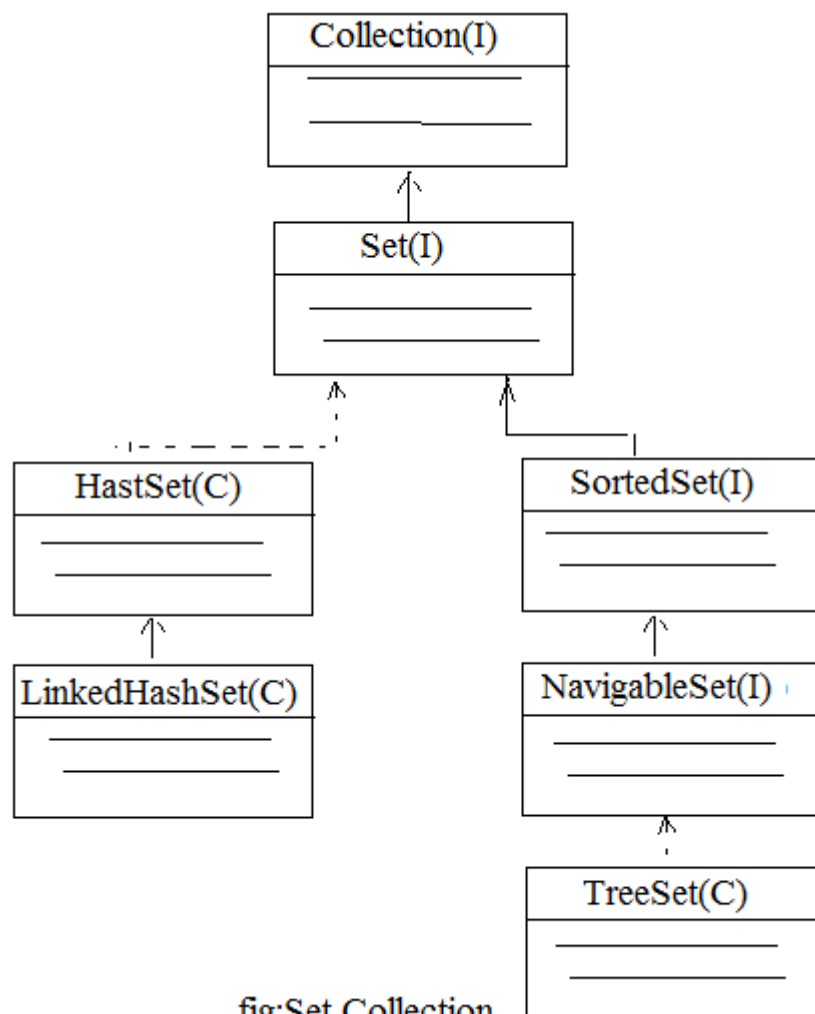 Collection(I)
Set(I)
HastSet(C)
SortedSet(I)
LinkedHashSet(C)
NavigableSet(I)
TreeSet(C)
fig:Set Collection